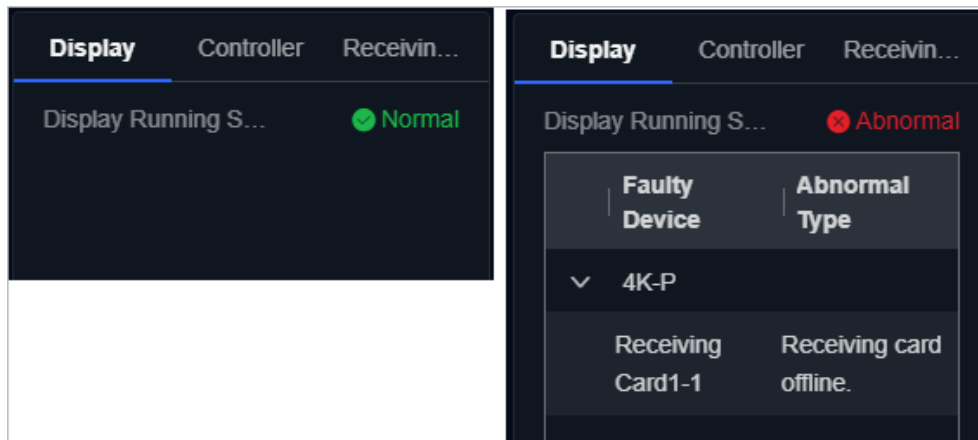 Display Controller Receivin...
Display Running S... Normal
Display Controller Receivin...
Display Running S... Abnormal
Faulty Device Abnormal Type
4K-P
Receiving Card1-1 Receiving card offline.